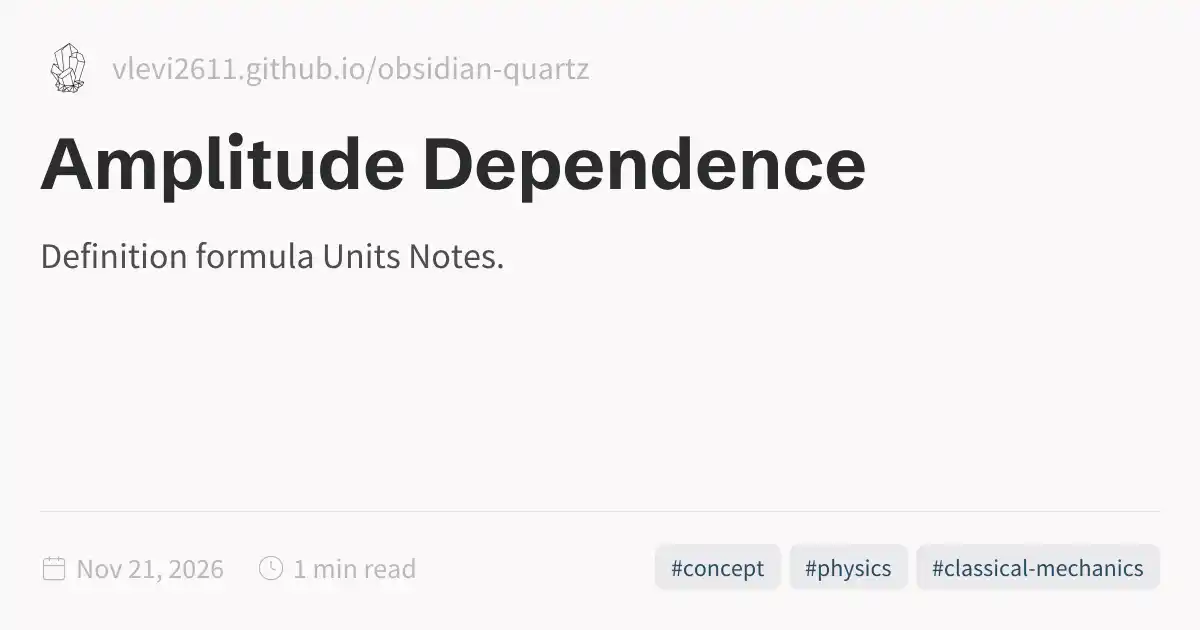 vlevi2611.github.io/obsidian-quartz
Amplitude Dependence
Definition formula Units Notes.
Nov 21, 2026 1 min read #concept #physics #classical-mechanics